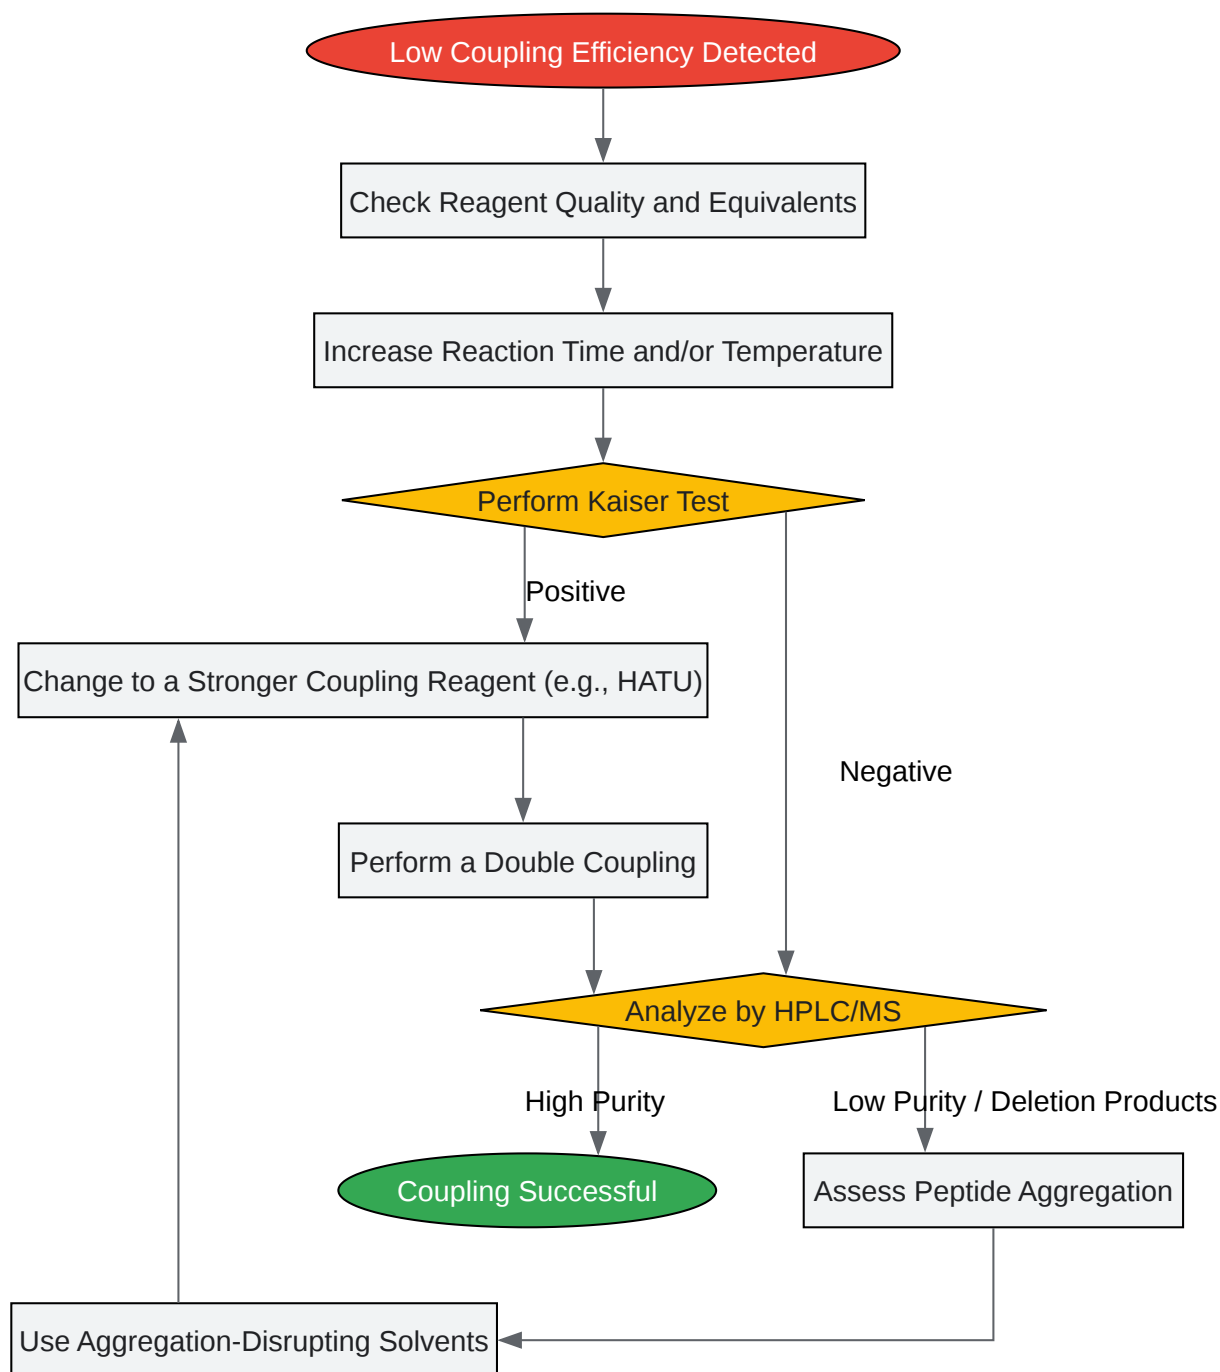 Low Coupling Efficiency Detected
Check Reagent Quality and Equivalents
Increase Reaction Time and/or Temperature
Perform Kaiser Test
Positive
Change to a Stronger Coupling Reagent (e.g., HATU)
Negative
Perform a Double Coupling
Analyze by HPLC/MS
High Purity
Low Purity / Deletion Products
Coupling Successful
Assess Peptide Aggregation
Use Aggregation-Disrupting Solvents